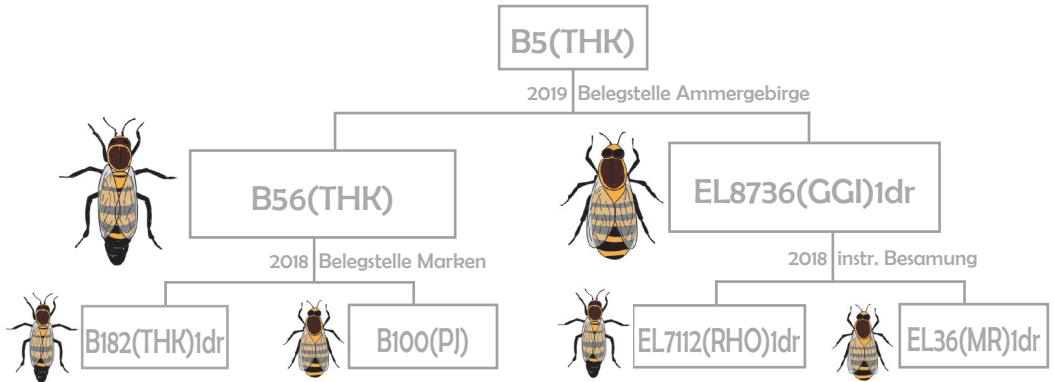 B5(THK)
2019 Belegstelle Ammergebirge
B56(THK)
EL8736(GGI)1dr
2018 Belegstelle Marken
2018 instr. Besamung
B182(THK)1dr
B100(PJ)
EL7112(RHO)1dr
EL36(MR)1dr